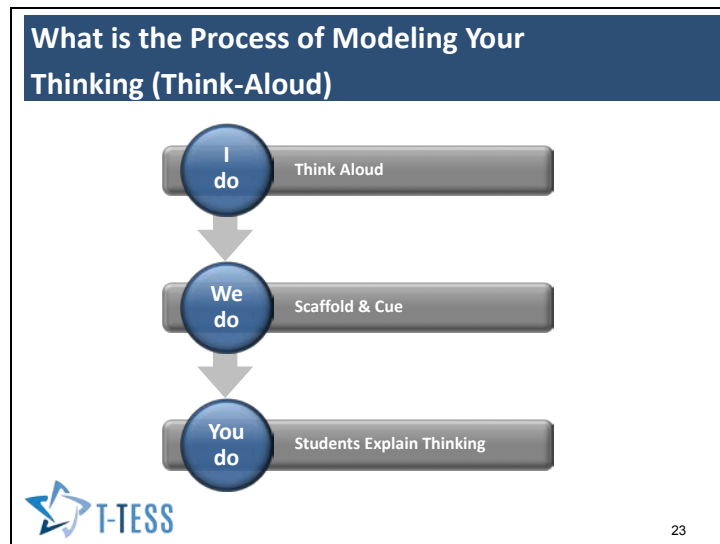 What is the Process of Modeling Your
Thinking (Think-Aloud)
I
do
Think Aloud
We
do
Scaffold & Cue
You
do
Students Explain Thinking
T-TESS
23